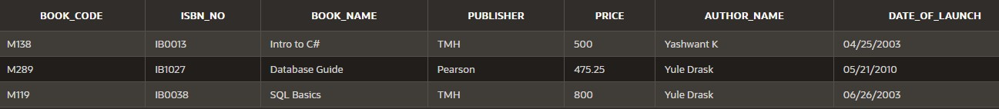 BOOK_CODE ISBN_NO BOOK_NAME PUBLISHER PRICE AUTHOR_NAME DATE_OF_LAUNCH
M138 IB0013 Intro to C# TMH 500 Yashwant K 04/25/2003
M289 IB1027 Database Guide Pearson 475.25 Yule Drask 05/21/2010
M119 IB0038 SQL Basics TMH 800 Yule Drask 06/26/2003